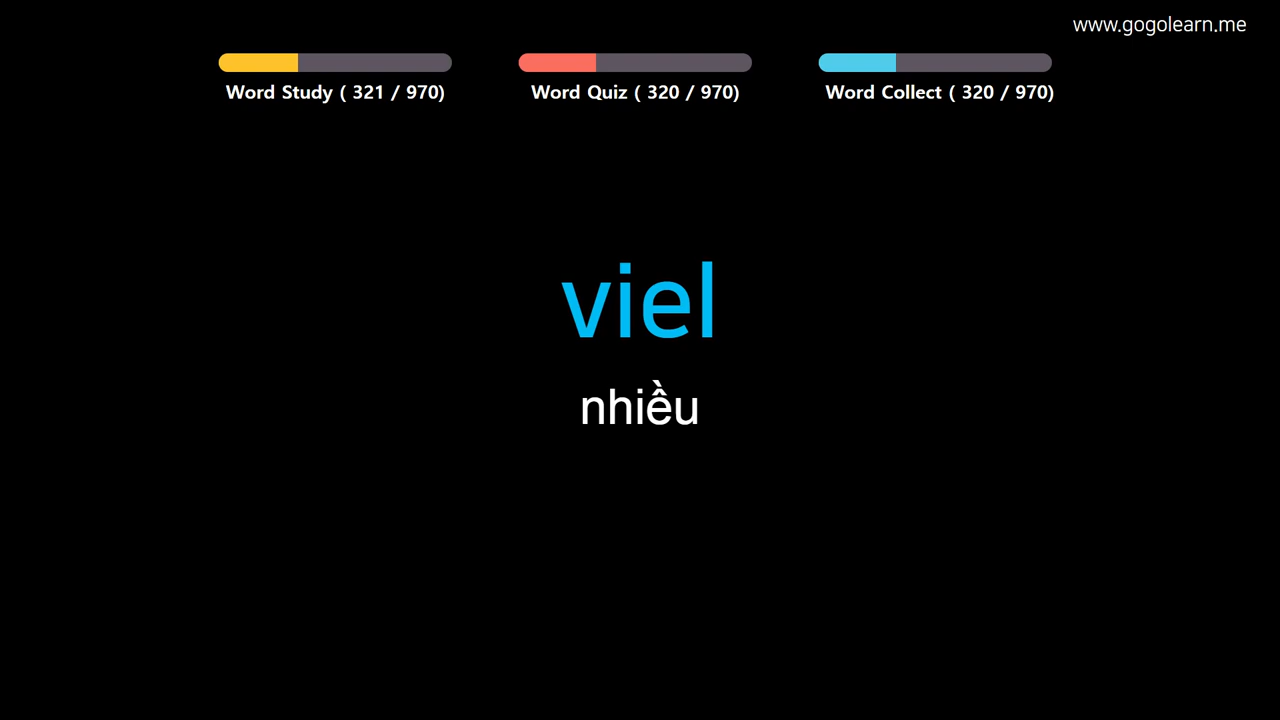 www.gogolearn.me
Word Study ( 321 / 970)
Word Quiz ( 320 / 970)
Word Collect ( 320 / 970)
viel
nhiều